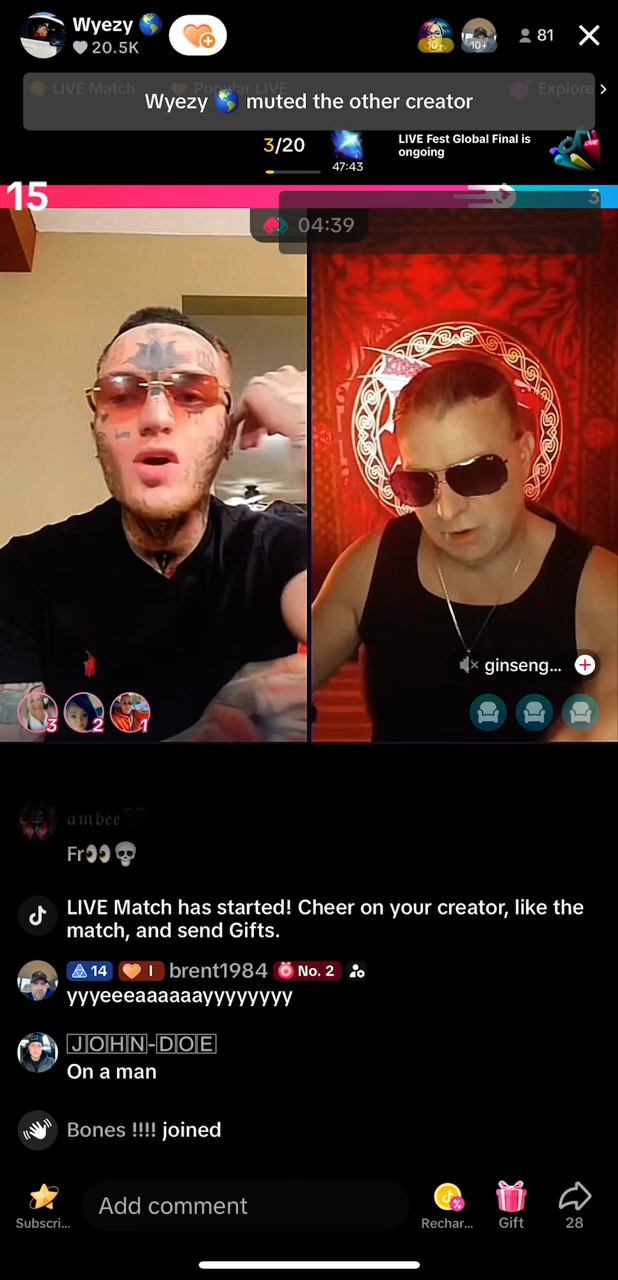 Wyezy 🌎
20.5K
10+
10+
81
LIVE Match
Popular LIVE
Explore
Wyezy 🌎 muted the other creator
3/20
47:43
LIVE Fest Global Final is
ongoing
15
3
04:39
ginseng...
3
2
1
𝔞𝔪𝔟𝔢𝔢🖤
Fr👀💀
LIVE Match has started! Cheer on your creator, like the
match, and send Gifts.
14 I brent1984 No. 2
yyyeeeaaaaaayyyyyyyy
🄹🄾🄷🄽-🄳🄾🄴
On a man
Bones !!!! joined
Add comment
Subscri...
Rechar...
Gift
28